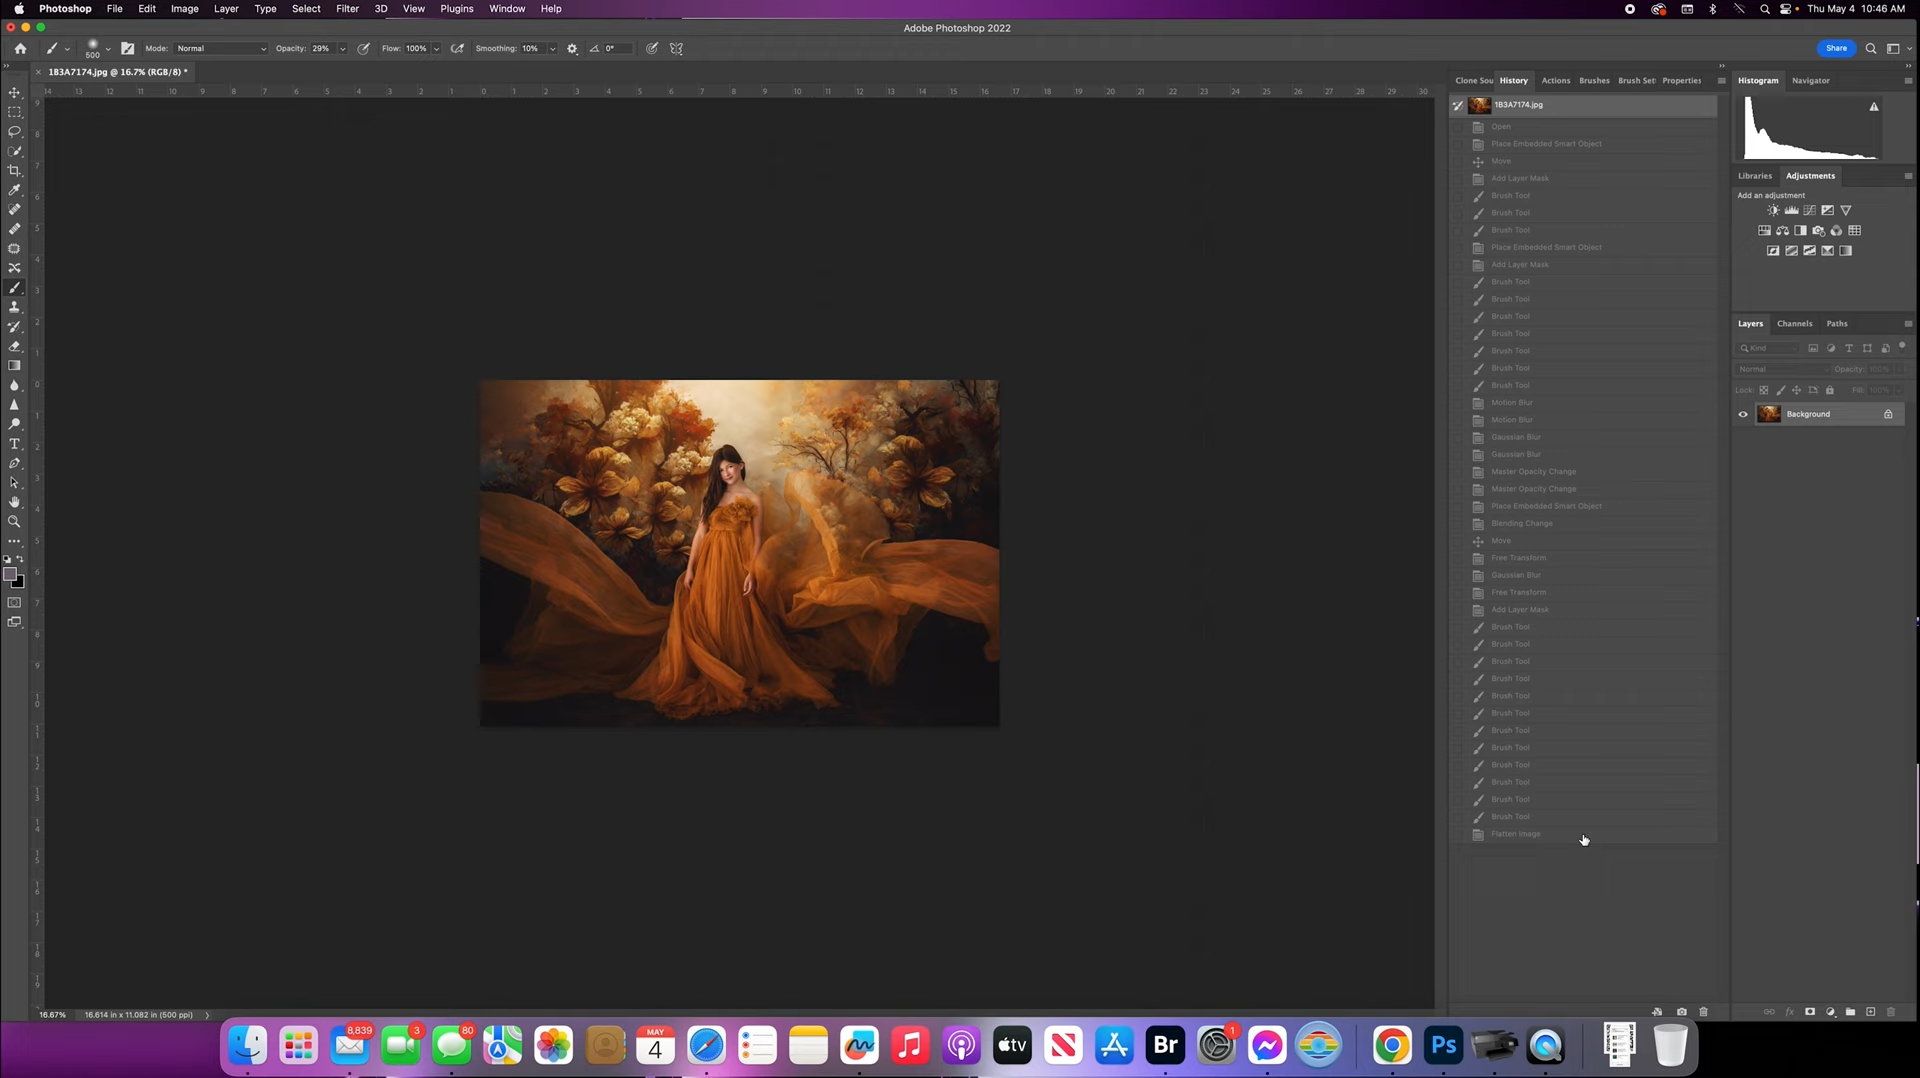 Photoshop File Edit Image Layer Type Select Filter 3D View Plugins Window Help Thu May 4 10:46 AM
Adobe Photoshop 2022
500 Mode: Normal Opacity: 29% Flow: 100% Smoothing: 10% 0° Share
1B3A7174.jpg @ 16.7% (RGB/8) *
Clone Sou History Actions Brushes Brush Set Properties
Histogram Navigator
1B3A7174.jpg
Open
Place Embedded Smart Object
Move
Add Layer Mask
Brush Tool
Brush Tool
Brush Tool
Place Embedded Smart Object
Add Layer Mask
Brush Tool
Brush Tool
Brush Tool
Brush Tool
Brush Tool
Brush Tool
Brush Tool
Motion Blur
Motion Blur
Gaussian Blur
Gaussian Blur
Master Opacity Change
Master Opacity Change
Place Embedded Smart Object
Blending Change
Move
Free Transform
Gaussian Blur
Free Transform
Add Layer Mask
Brush Tool
Brush Tool
Brush Tool
Brush Tool
Brush Tool
Brush Tool
Brush Tool
Brush Tool
Brush Tool
Brush Tool
Brush Tool
Brush Tool
Flatten Image
Libraries Adjustments
Add an adjustment
Layers Channels Paths
Kind
Normal Opacity: 100%
Lock: Fill: 100%
Background
16.67% 16.614 in x 11.082 in (500 ppi)
8,839 3 80 MAY 4 tv Br 1 Ps